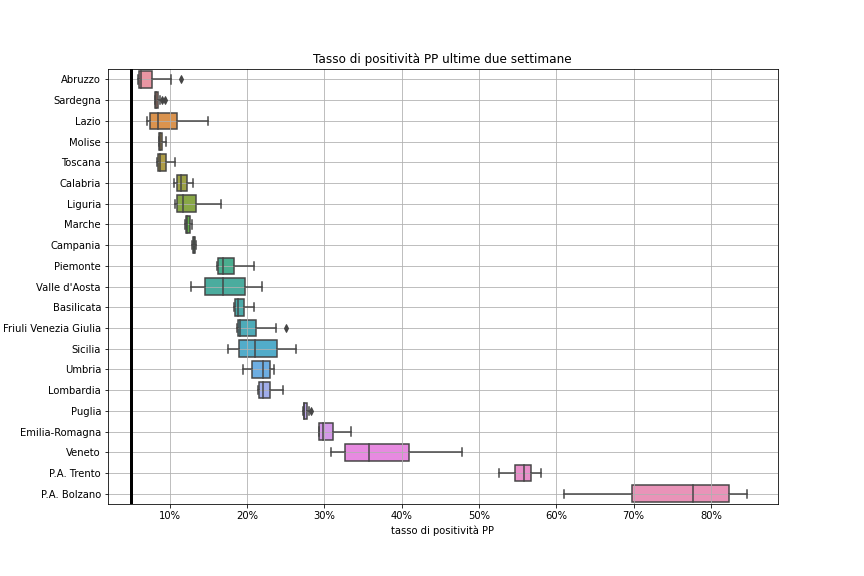 Tasso di positività PP ultime due settimane
Abruzzo
Sardegna
Lazio
Molise
Toscana
Calabria
Liguria
Marche
Campania
Piemonte
Valle d'Aosta
Basilicata
Friuli Venezia Giulia
Sicilia
Umbria
Lombardia
Puglia
Emilia-Romagna
Veneto
P.A. Trento
P.A. Bolzano
10% 20% 30% 40% 50% 60% 70% 80%
tasso di positività PP